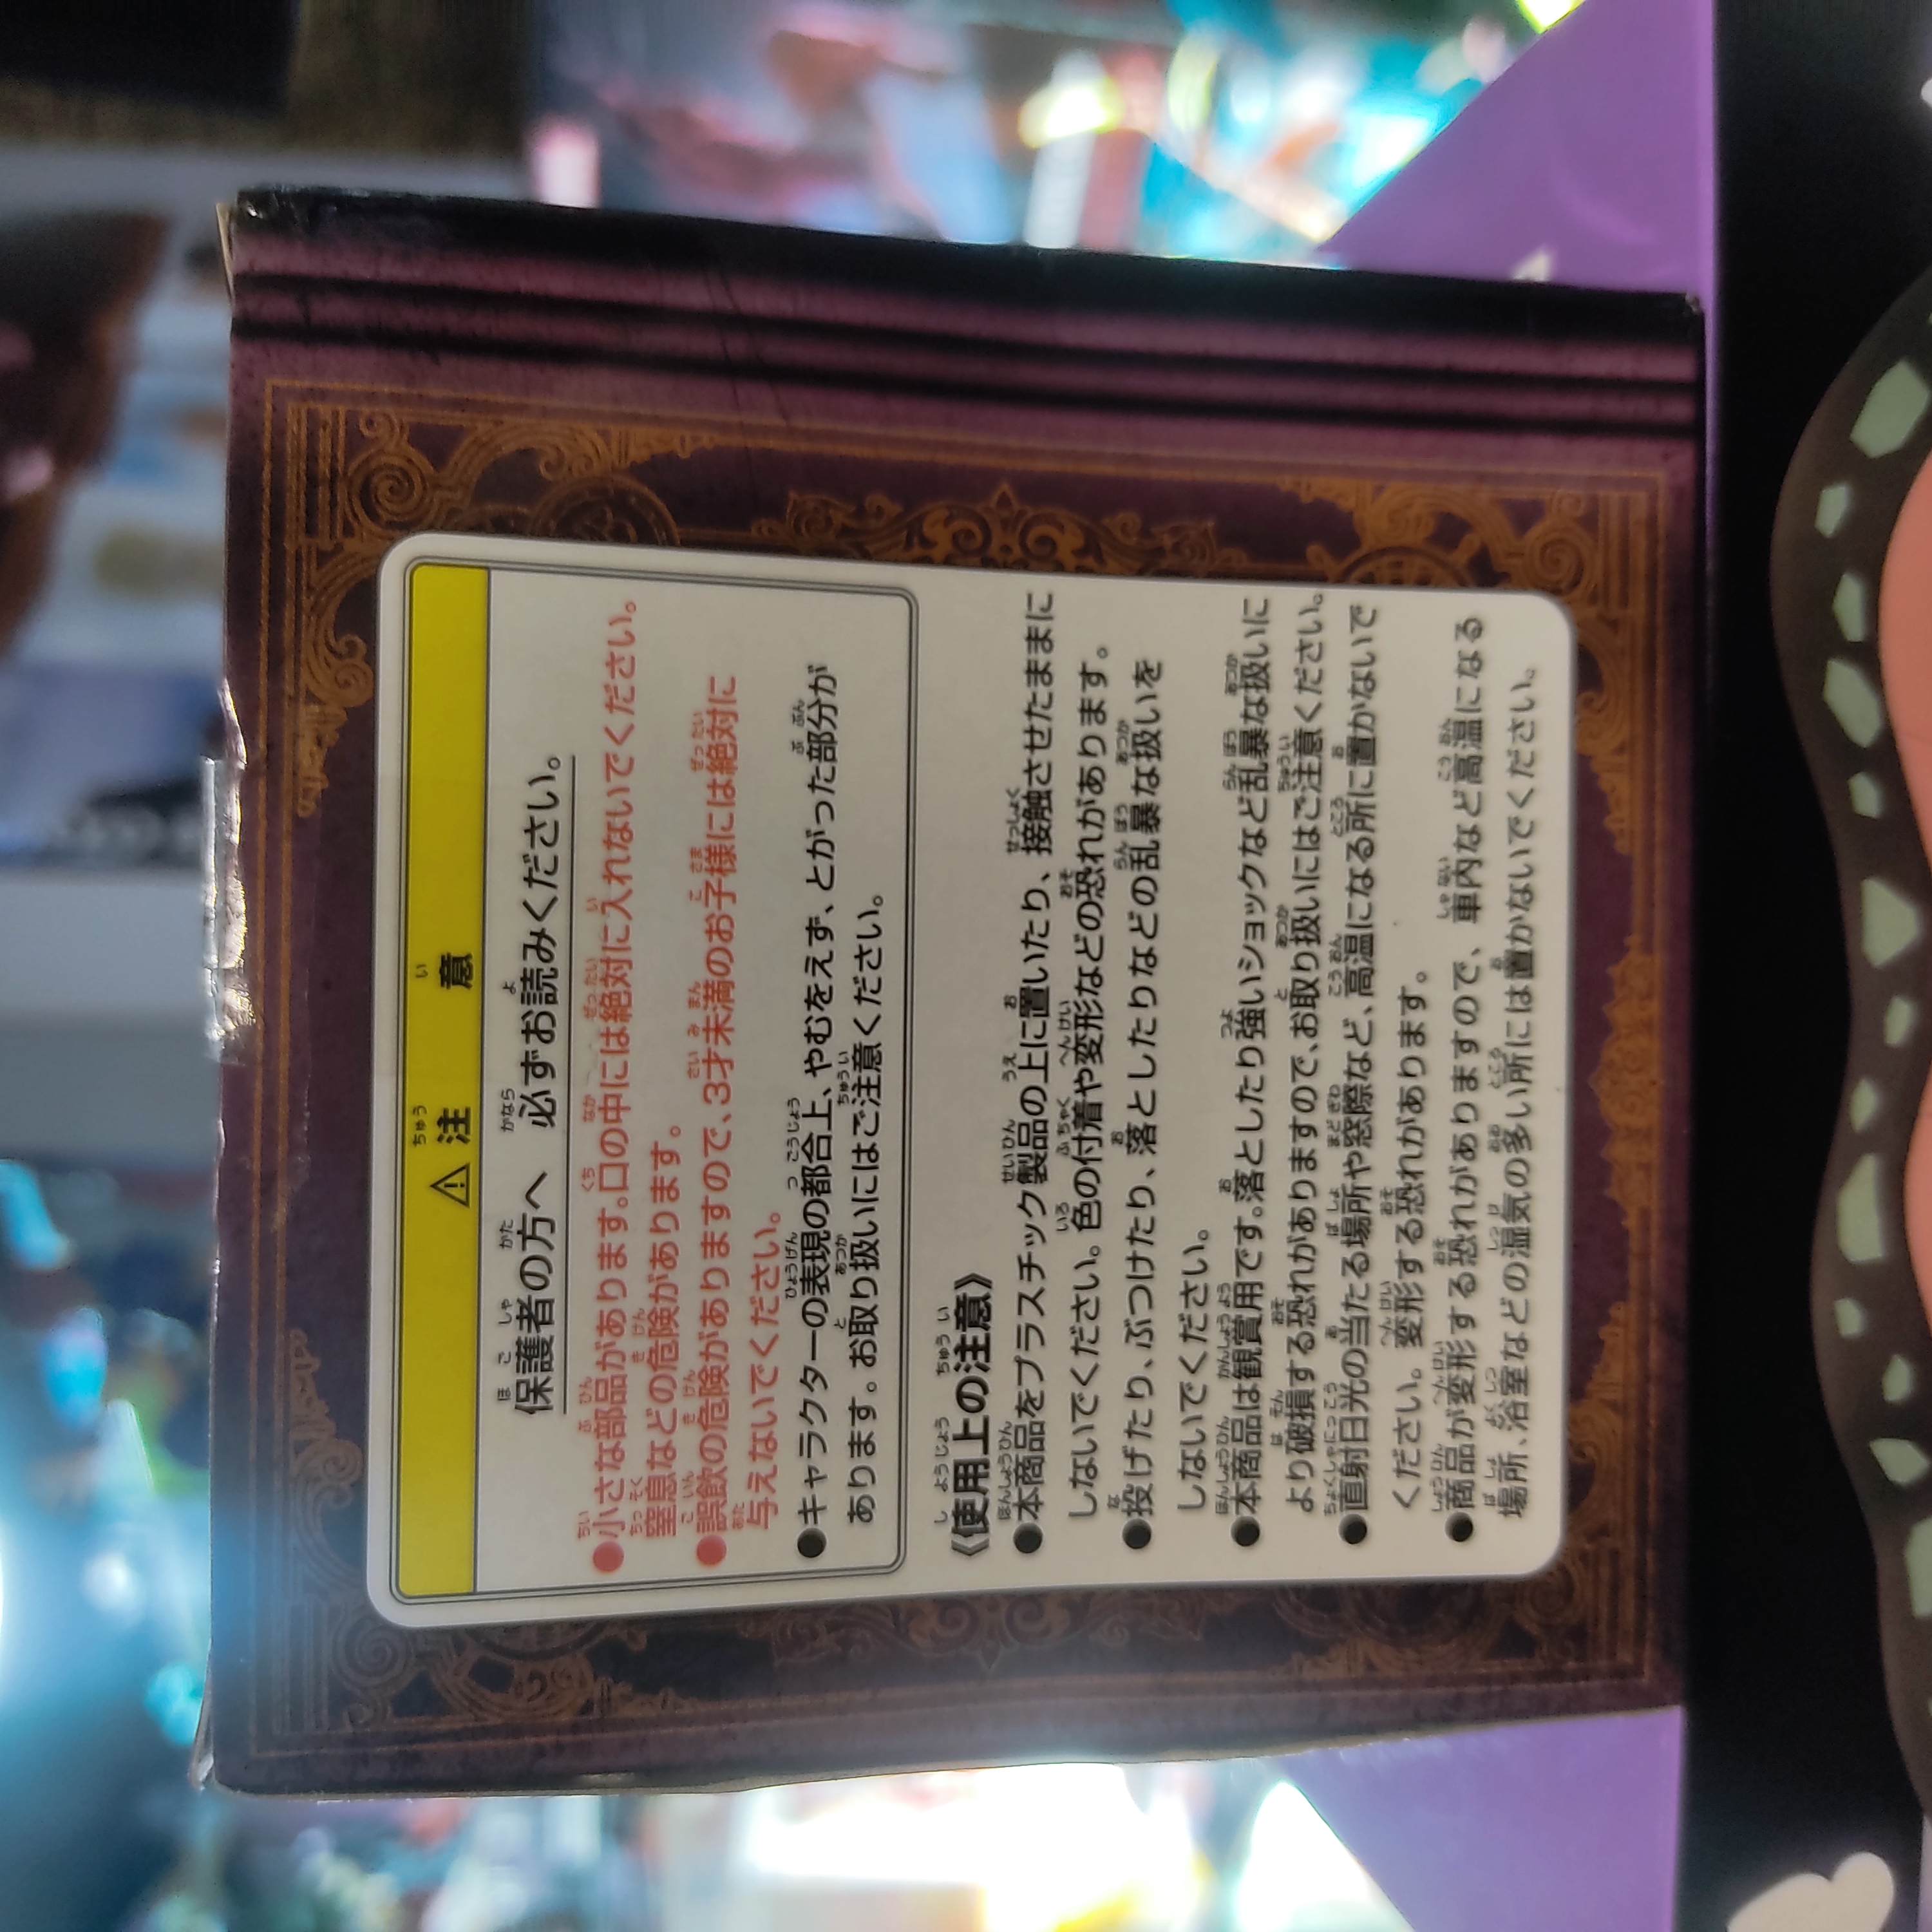 ⚠ 注 意
保護者の方へ 必ずお読みください。
●小さな部品があります。口の中には絶対に入れないでください。
窒息などの危険があります。
●誤飲の危険がありますので、3才未満のお子様には絶対に
与えないでください。
●キャラクターの表現の都合上、やむをえず、とがった部分が
あります。お取り扱いにはご注意ください。
《使用上の注意》
●本商品をプラスチック製品の上に置いたり、接触させたままに
しないでください。色の付着や変形などの恐れがあります。
●投げたり、ぶつけたり、落としたりなどの乱暴な扱いを
しないでください。
●本商品は観賞用です。落としたり強いショックなど乱暴な扱いに
より破損する恐れがありますので、お取り扱いにはご注意ください。
●直射日光の当たる場所や窓際など、高温になる所に置かないで
ください。変形する恐れがあります。
●商品が変形する恐れがありますので、車内など高温になる
場所、浴室などの湿気の多い所には置かないでください。